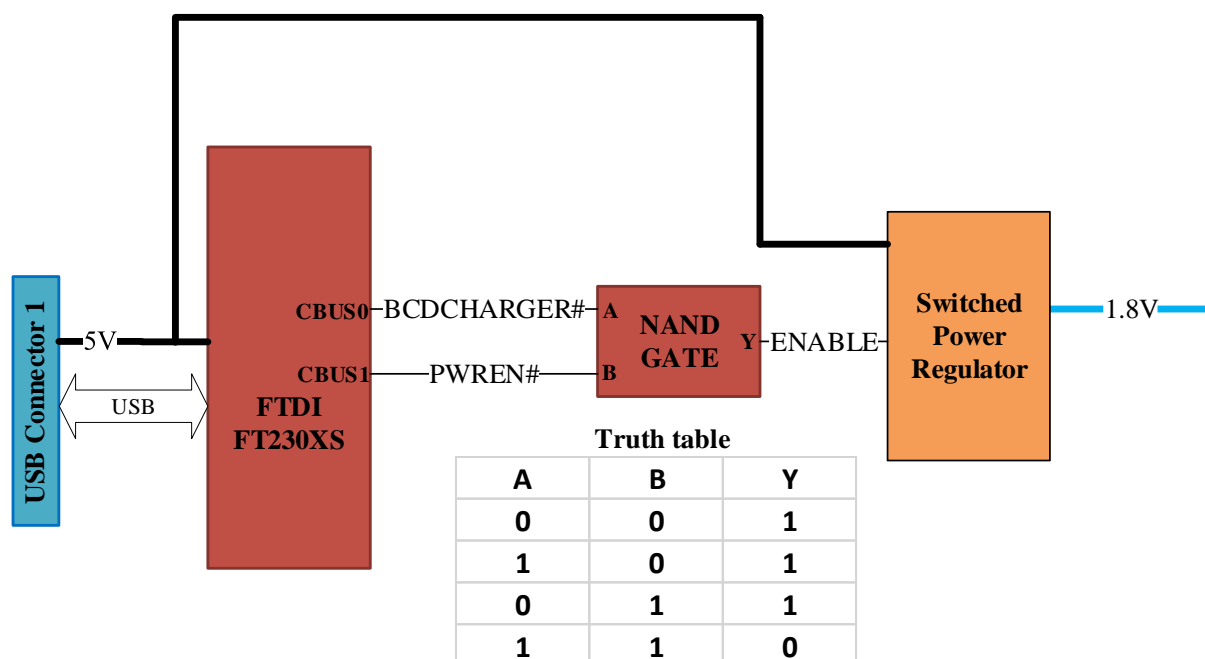 USB Connector 1
5V
USB
FTDI
FT230XS
CBUS0
CBUS1
BCDCHARGER#
PWREN#
A
B
NAND
GATE
Y
ENABLE
Switched
Power
Regulator
1.8V
Truth table
A B Y
0 0 1
1 0 1
0 1 1
1 1 0